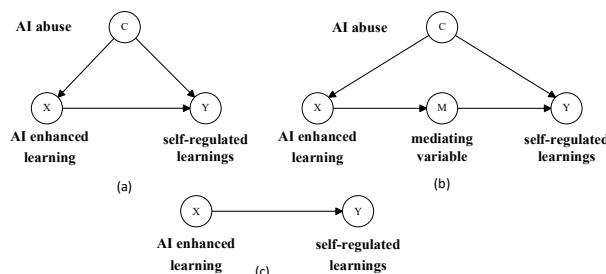 AI abuse
C
X
Y
AI enhanced
learning
self-regulated
learnings
(a)
AI abuse
C
X
M
Y
AI enhanced
learning
mediating
variable
self-regulated
learnings
(b)
X
Y
AI enhanced
learning
self-regulated
learnings
(c)